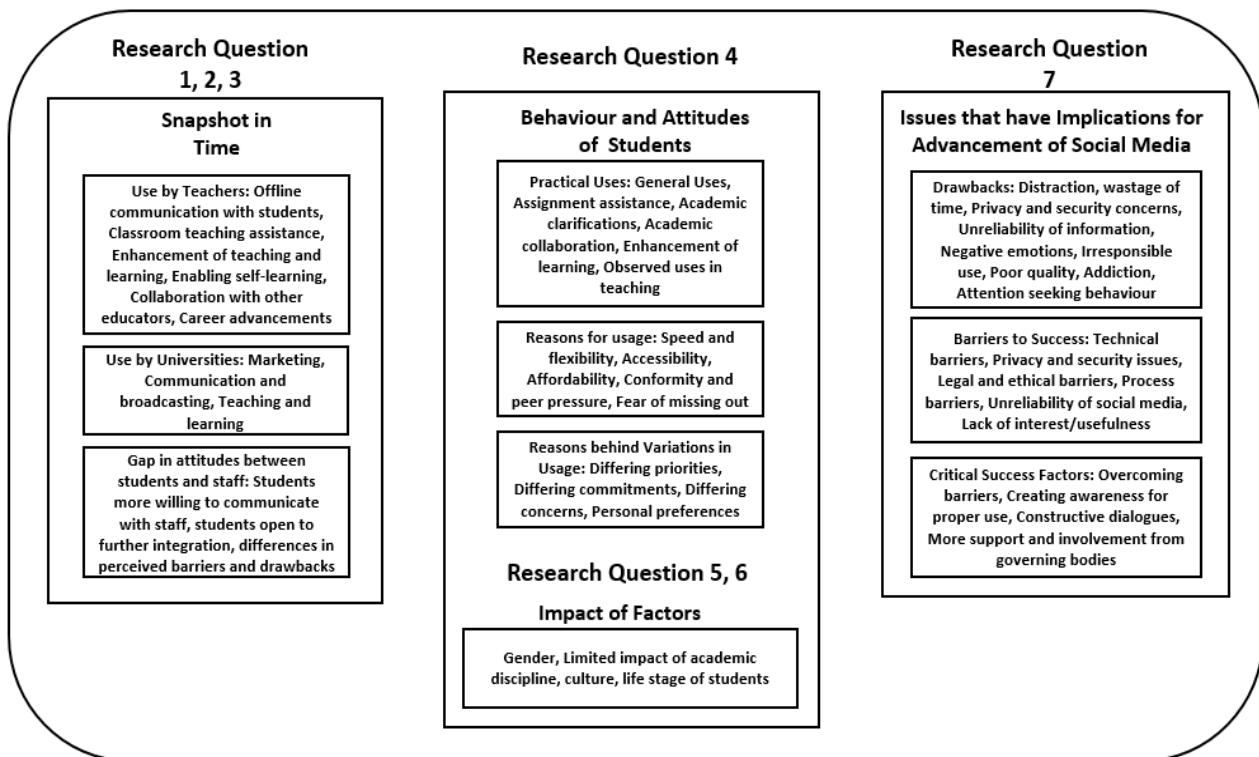 Research Question
1, 2, 3
Snapshot in
Time
Use by Teachers: Offline
communication with students,
Classroom teaching assistance,
Enhancement of teaching and
learning, Enabling self-learning,
Collaboration with other
educators, Career advancements
Use by Universities: Marketing,
Communication and
broadcasting, Teaching and
learning
Gap in attitudes between
students and staff: Students
more willing to communicate
with staff, students open to
further integration, differences in
perceived barriers and drawbacks
Research Question 4
Behaviour and Attitudes
of Students
Practical Uses: General Uses,
Assignment assistance, Academic
clarifications, Academic
collaboration, Enhancement of
learning, Observed uses in
teaching
Reasons for usage: Speed and
flexibility, Accessibility,
Affordability, Conformity and
peer pressure, Fear of missing out
Reasons behind Variations in
Usage: Differing priorities,
Differing commitments, Differing
concerns, Personal preferences
Research Question 5, 6
Impact of Factors
Gender, Limited impact of academic
discipline, culture, life stage of students
Research Question
7
Issues that have Implications for
Advancement of Social Media
Drawbacks: Distraction, wastage of
time, Privacy and security concerns,
Unreliability of information,
Negative emotions, Irresponsible
use, Poor quality, Addiction,
Attention seeking behaviour
Barriers to Success: Technical
barriers, Privacy and security issues,
Legal and ethical barriers, Process
barriers, Unreliability of social media,
Lack of interest/usefulness
Critical Success Factors: Overcoming
barriers, Creating awareness for
proper use, Constructive dialogues,
More support and involvement from
governing bodies